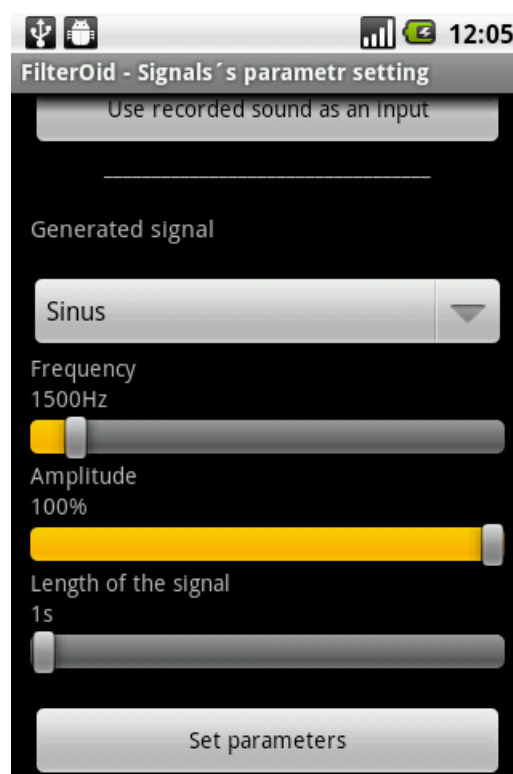 12:05
FilterOid - Signals´s parametr setting
Use recorded sound as an input
Generated signal
Sinus
Frequency
1500Hz
Amplitude
100%
Length of the signal
1s
Set parameters